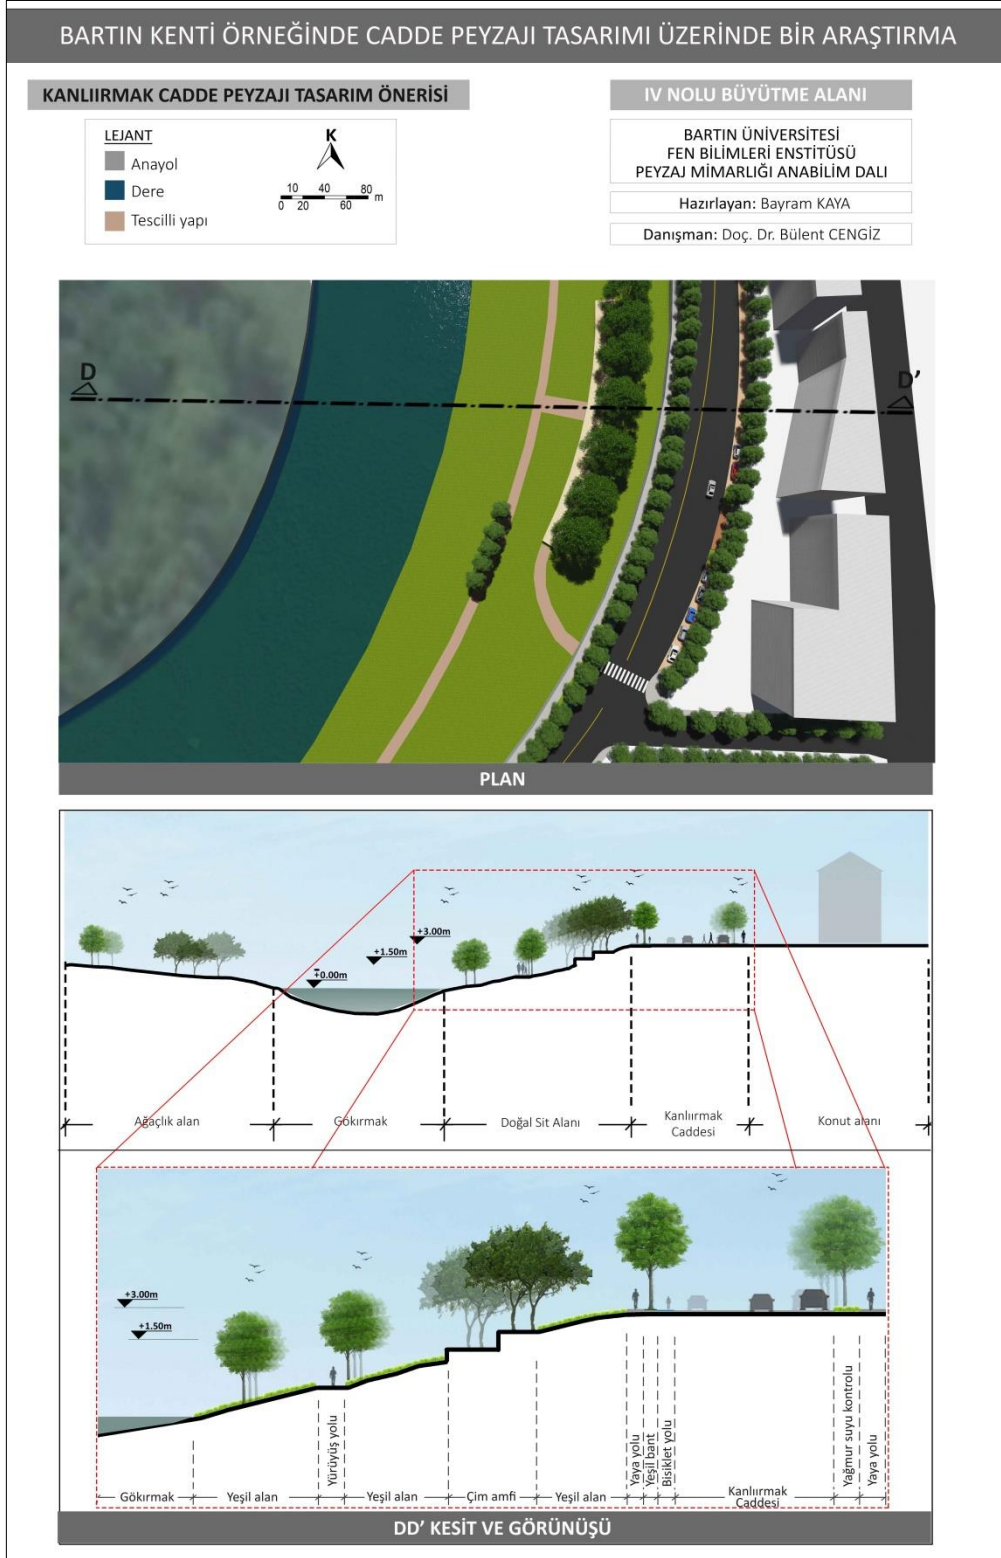 BARTIN KENTİ ÖRNEĞİNDE CADDE PEYZAJI TASARIMI ÜZERİNDE BİR ARAŞTIRMA
KANLIIRMAK CADDE PEYZAJI TASARIM ÖNERİSİ
IV NOLU BÜYÜTME ALANI
LEJANT
Anayol
Dere
Tescilli yapı
K
10 40 80
0 20 60 m
BARTIN ÜNİVERSİTESİ
FEN BİLİMLERİ ENSTİTÜSÜ
PEYZAJ MİMARLIĞI ANABİLİM DALI
Hazırlayan: Bayram KAYA
Danışman: Doç. Dr. Bülent CENGİZ
D
D'
PLAN
+3.00m
+1.50m
∓0.00m
Ağaçlık alan
Gökırmak
Doğal Sit Alanı
Kanlıırmak
Caddesi
Konut alanı
+3.00m
+1.50m
Gökırmak
Yeşil alan
Yürüyüş yolu
Yeşil alan
Çim amfi
Yeşil alan
Yaya yolu
Yeşil bant
Bisiklet yolu
Kanlıırmak
Caddesi
Yağmur suyu kontrolu
Yaya yolu
DD' KESİT VE GÖRÜNÜŞÜ